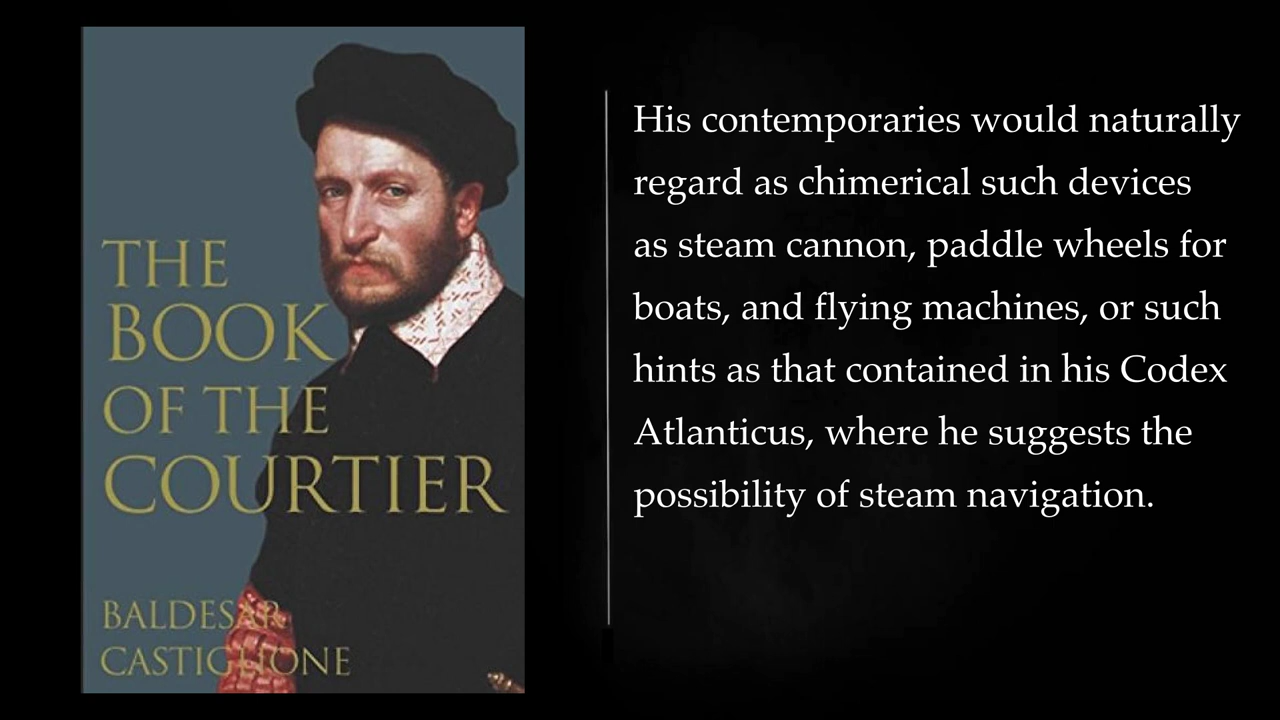 THE
BOOK
OF THE
COURTIER
BALDESAR
CASTIGLIONE
His contemporaries would naturally
regard as chimerical such devices
as steam cannon, paddle wheels for
boats, and flying machines, or such
hints as that contained in his Codex
Atlanticus, where he suggests the
possibility of steam navigation.